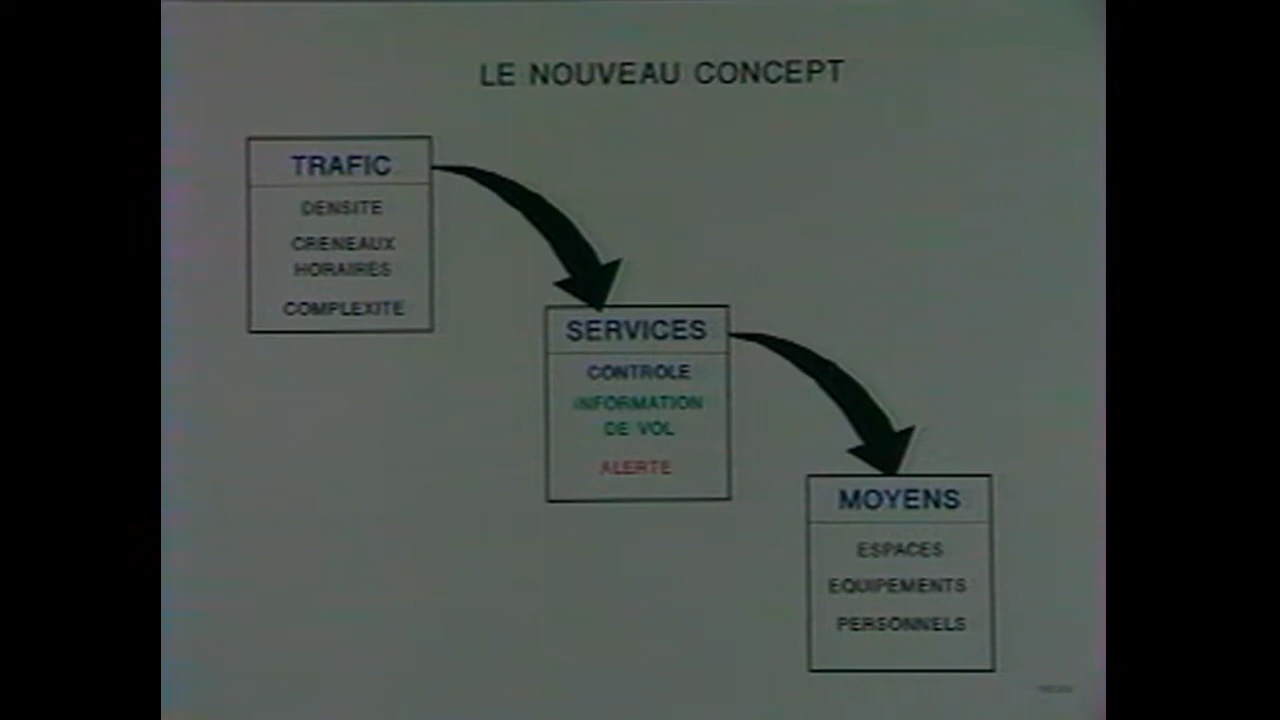 LE NOUVEAU CONCEPT
TRAFIC
DENSITE
CRENEAUX
HORAIRES
COMPLEXITE
SERVICES
CONTROLE
INFORMATION
DE VOL
ALERTE
MOYENS
ESPACES
EQUIPEMENTS
PERSONNELS